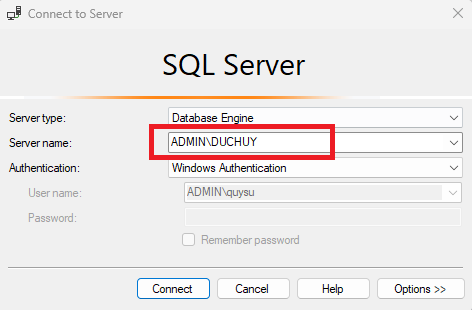 Connect to Server
SQL Server
Server type: Database Engine
Server name: ADMIN\DUCHUY
Authentication: Windows Authentication
User name: ADMIN\quysu
Password:
Remember password
Connect Cancel Help Options >>